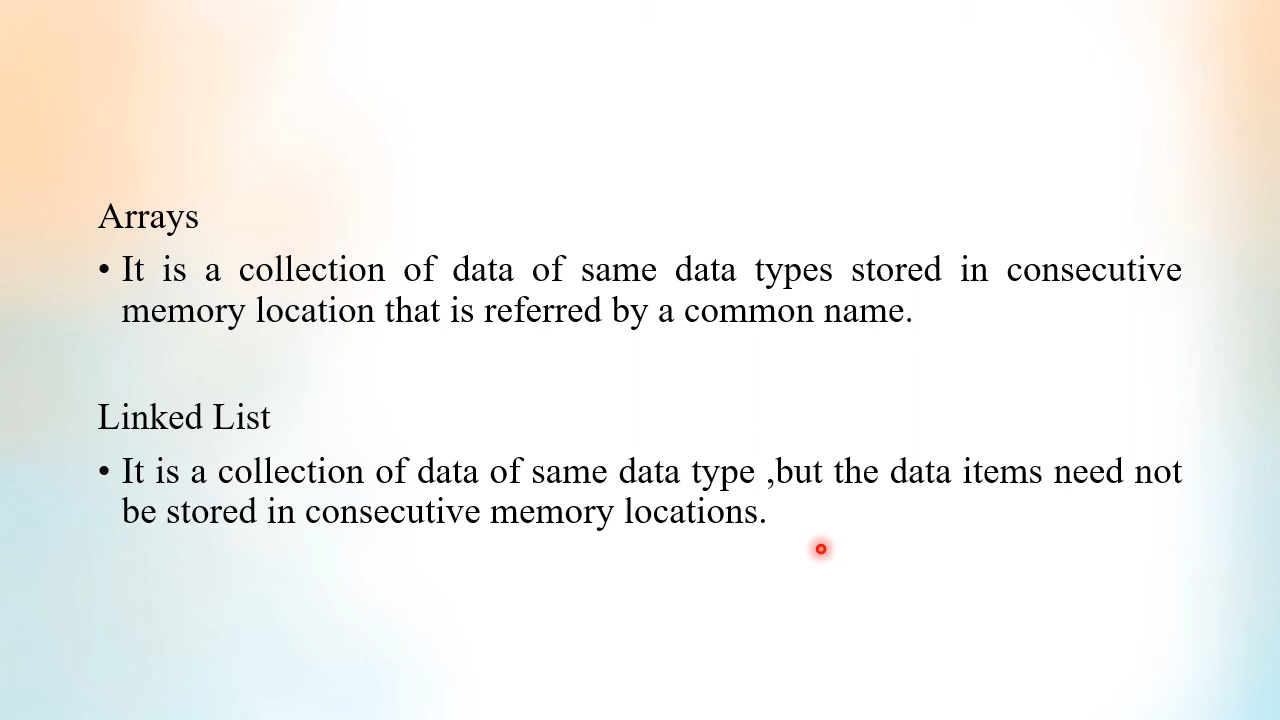 Arrays
• It is a collection of data of same data types stored in consecutive
memory location that is referred by a common name.
Linked List
• It is a collection of data of same data type ,but the data items need not
be stored in consecutive memory locations.